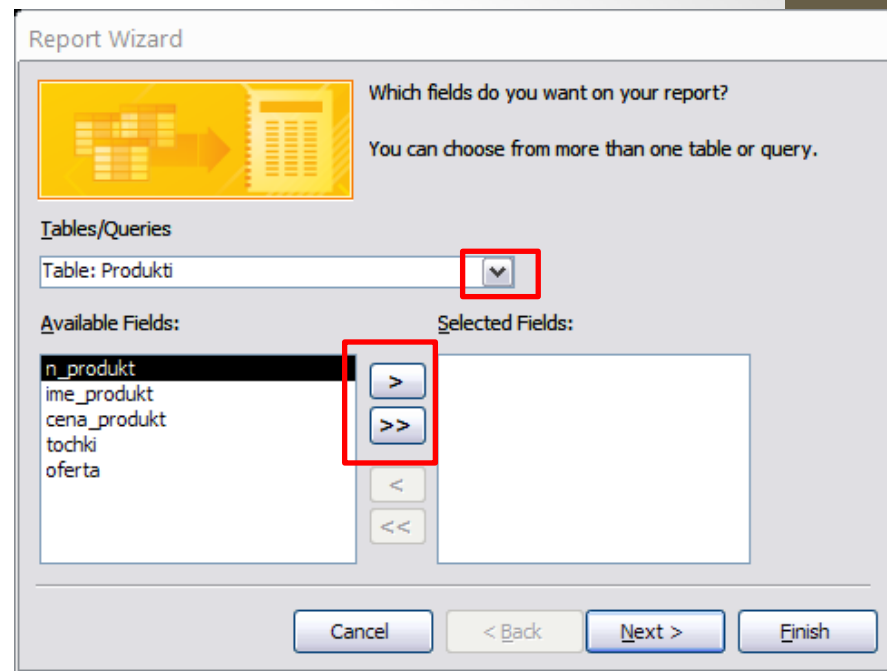 Report Wizard
Which fields do you want on your report?
You can choose from more than one table or query.
Tables/Queries
Table: Produkti
Available Fields:
Selected Fields:
n_produkt
ime_produkt
cena_produkt
tochki
oferta
>
>>
<
<<
Cancel
< Back
Next >
Finish